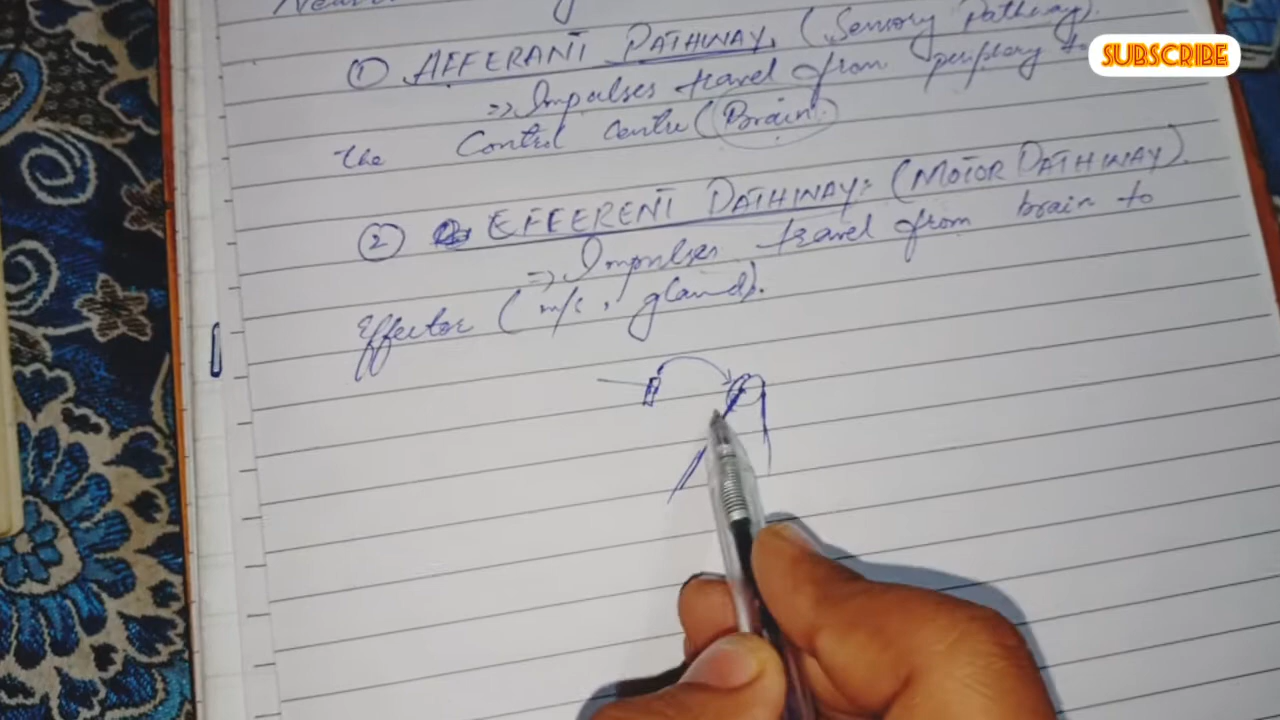 ① AFFERANT PATHWAY, (Sensory Pathway).
=> Impulses travel from periphary to
the Control Centre (Brain).
② EFFERENT PATHWAY: (MOTOR PATHWAY).
=> Impulses travel from brain to
Effector (m/c, gland).
SUBSCRIBE